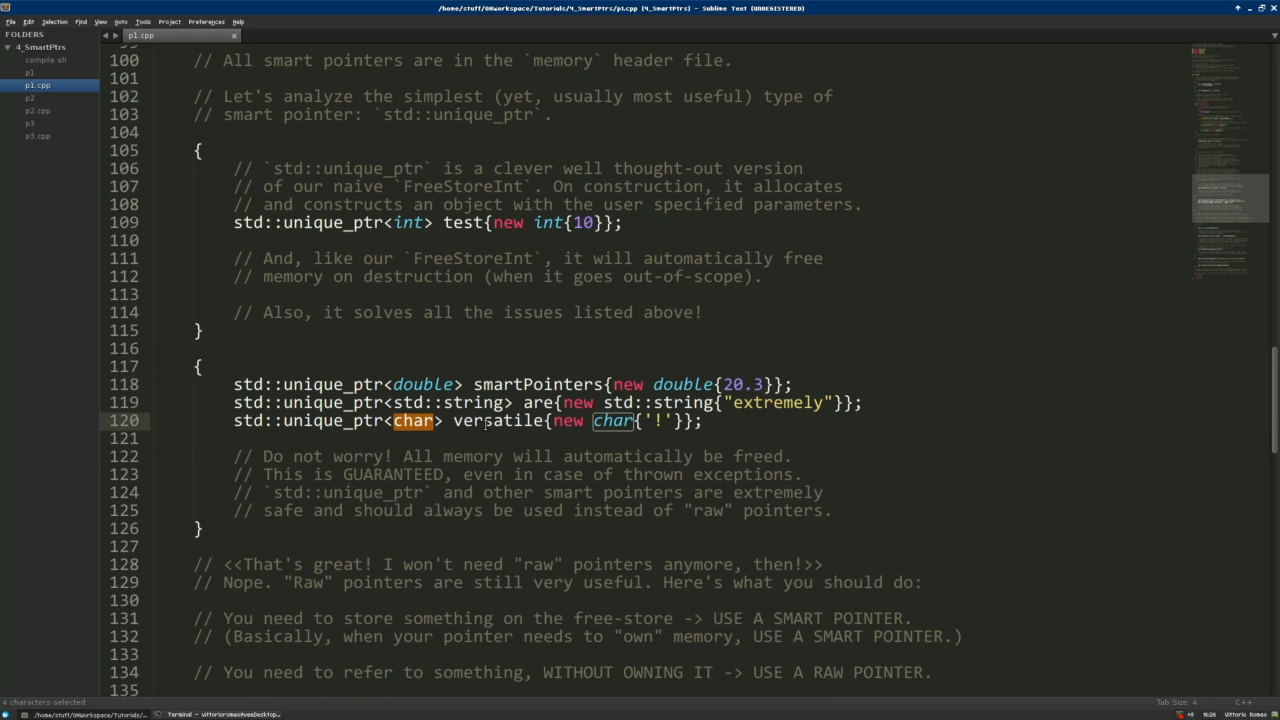 /home/stuff/OHWorkspace/Tutorials/4_SmartPtrs/p1.cpp (4_SmartPtrs) - Sublime Text (UNREGISTERED)
File Edit Selection Find View Goto Tools Project Preferences Help
FOLDERS
4_SmartPtrs
compile.sh
p1
p1.cpp
p2
p2.cpp
p3
p3.cpp
p1.cpp
99
100 // All smart pointers are in the `memory` header file.
101
102 // Let's analyze the simplest (yet, usually most useful) type of
103 // smart pointer: `std::unique_ptr`.
104
105 {
106 // `std::unique_ptr` is a clever well thought-out version
107 // of our naive `FreeStoreInt`. On construction, it allocates
108 // and constructs an object with the user specified parameters.
109 std::unique_ptr<int> test{new int{10}};
110
111 // And, like our `FreeStoreInt`, it will automatically free
112 // memory on destruction (when it goes out-of-scope).
113
114 // Also, it solves all the issues listed above!
115 }
116
117 {
118 std::unique_ptr<double> smartPointers{new double{20.3}};
119 std::unique_ptr<std::string> are{new std::string{"extremely"}};
120 std::unique_ptr<char> versatile{new char{'!'}};
121
122 // Do not worry! All memory will automatically be freed.
123 // This is GUARANTEED, even in case of thrown exceptions.
124 // `std::unique_ptr` and other smart pointers are extremely
125 // safe and should always be used instead of "raw" pointers.
126 }
127
128 // <<That's great! I won't need "raw" pointers anymore, then!>>
129 // Nope. "Raw" pointers are still very useful. Here's what you should do:
130
131 // You need to store something on the free-store -> USE A SMART POINTER.
132 // (Basically, when your pointer needs to "own" memory, USE A SMART POINTER.)
133
134 // You need to refer to something, WITHOUT OWNING IT -> USE A RAW POINTER.
135
4 characters selected
Tab Size: 4
C++
/home/stuff/OHWorkspace/Tutorials/...
Terminal - vittorioromeo@veeDesktop...
16:26
Vittorio Romeo